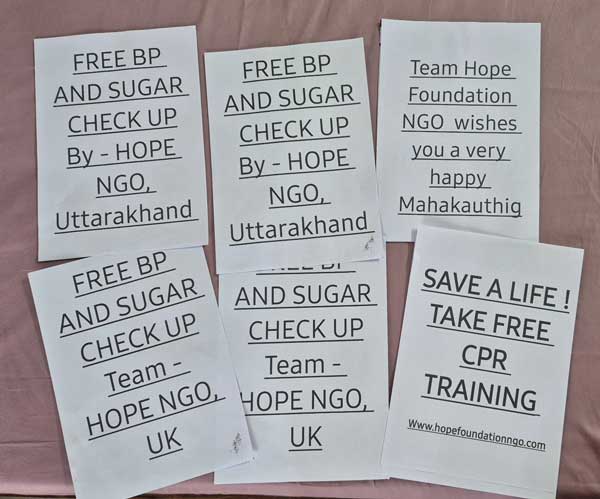 FREE BP
AND SUGAR
CHECK UP
By - HOPE
NGO,
Uttarakhand
FREE BP
AND SUGAR
CHECK UP
By - HOPE
NGO,
Uttarakhand
Team Hope
Foundation
NGO wishes
you a very
happy
Mahakauthig
FREE BP
AND SUGAR
CHECK UP
Team -
HOPE NGO,
UK
FREE BP
AND SUGAR
CHECK UP
Team -
HOPE NGO,
UK
SAVE A LIFE !
TAKE FREE
CPR
TRAINING
Www.hopefoundationngo.com